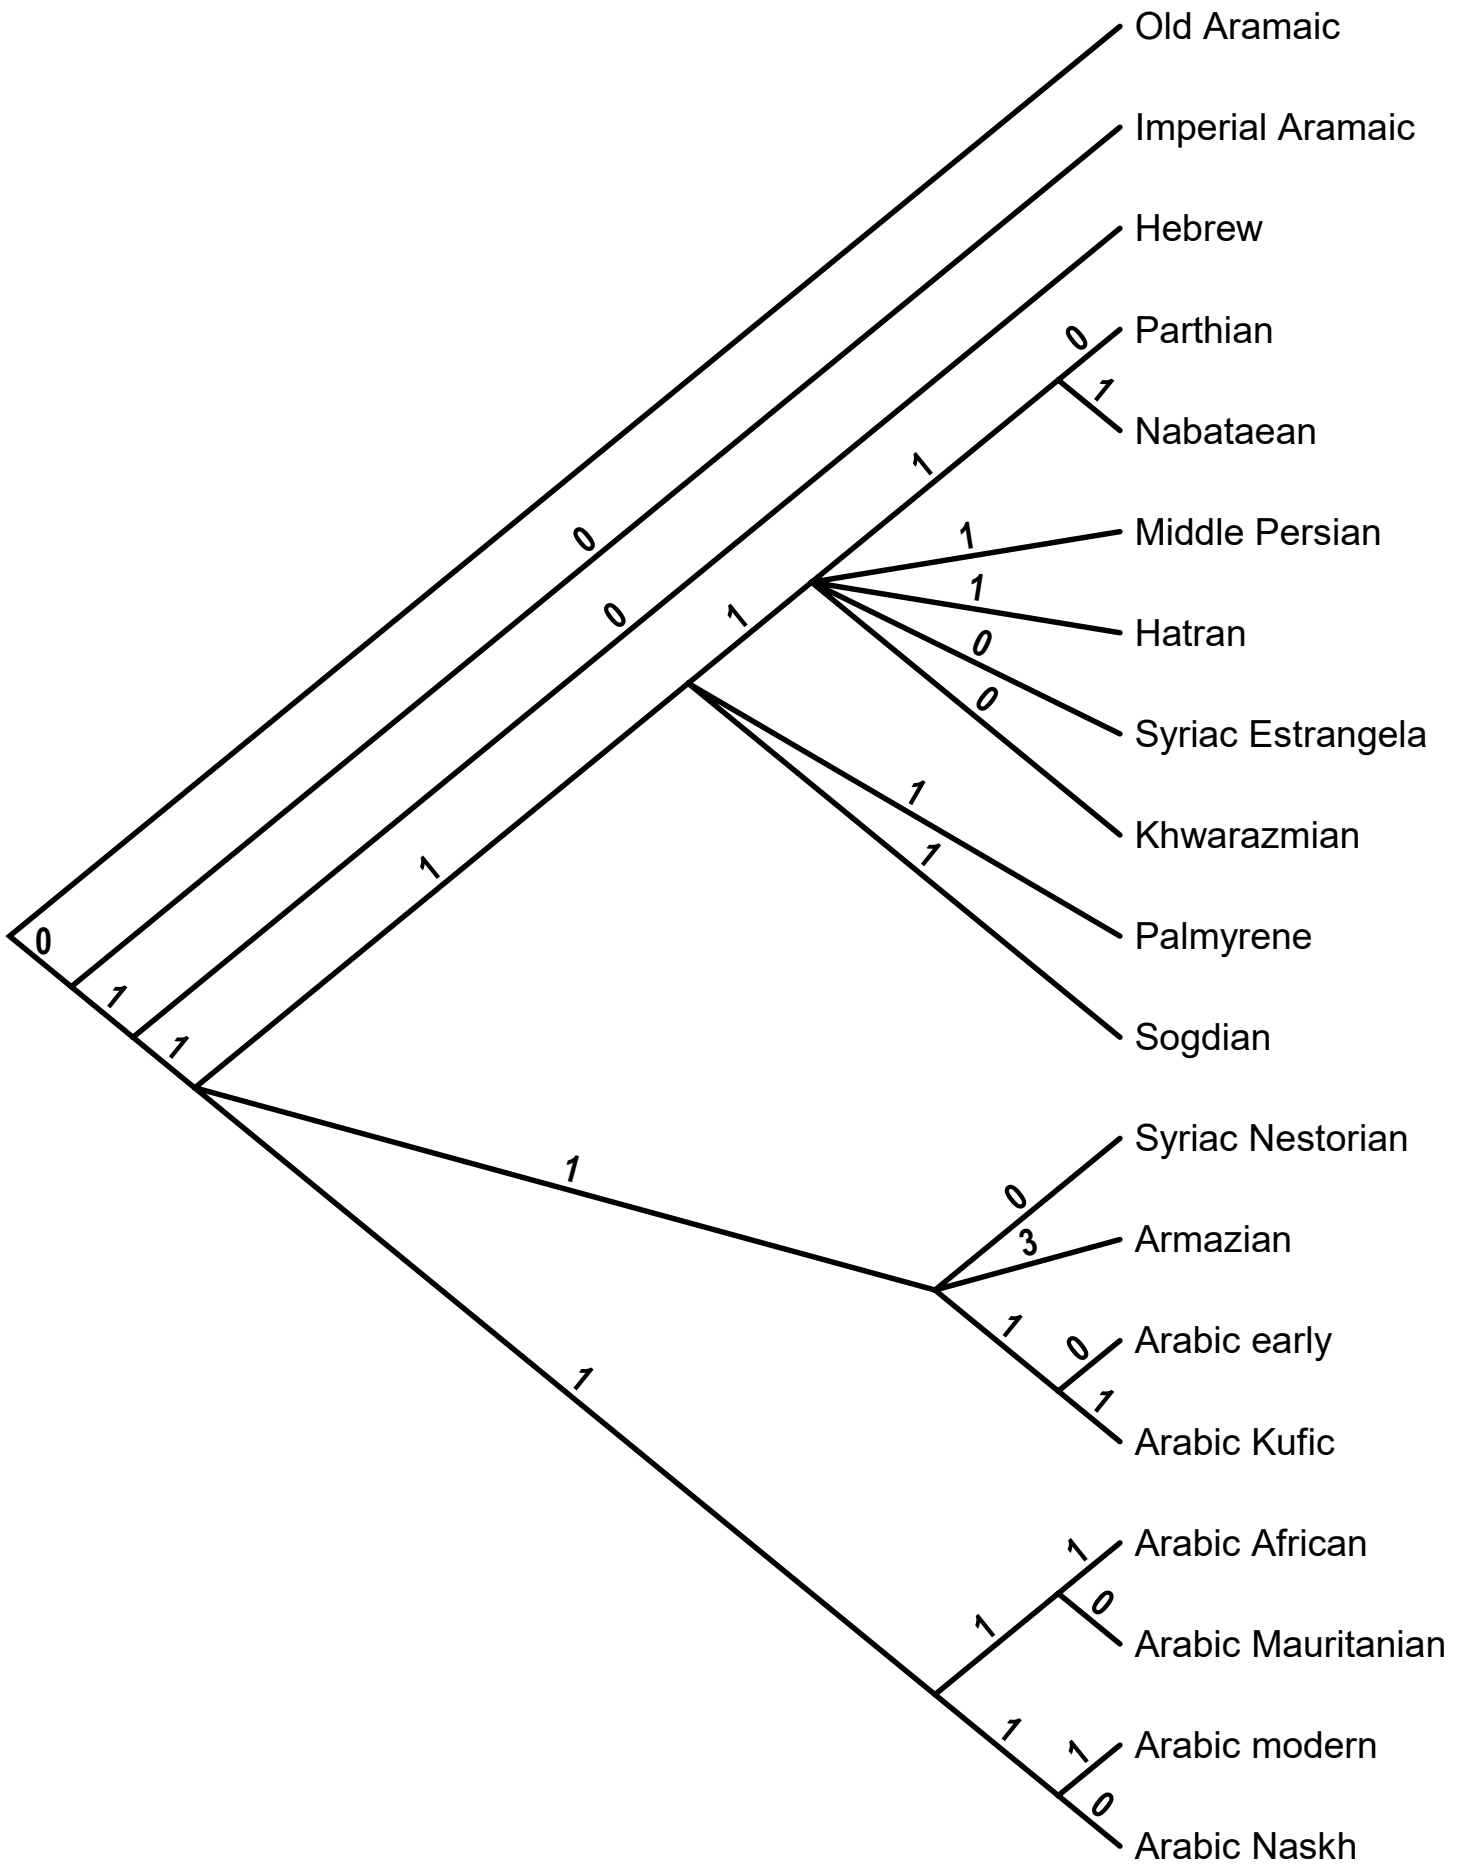 Old Aramaic
Imperial Aramaic
Hebrew
0
Parthian
1
Nabataean
1
1
Middle Persian
0
1
Hatran
0
1
0
Syriac Estrangela
0
Khwarazmian
1
1
1
Palmyrene
0
1
Sogdian
1
Syriac Nestorian
1
0
3
Armazian
1
0
Arabic early
1
1
Arabic Kufic
1
Arabic African
1
0
Arabic Mauritanian
1
1
Arabic modern
0
Arabic Naskh